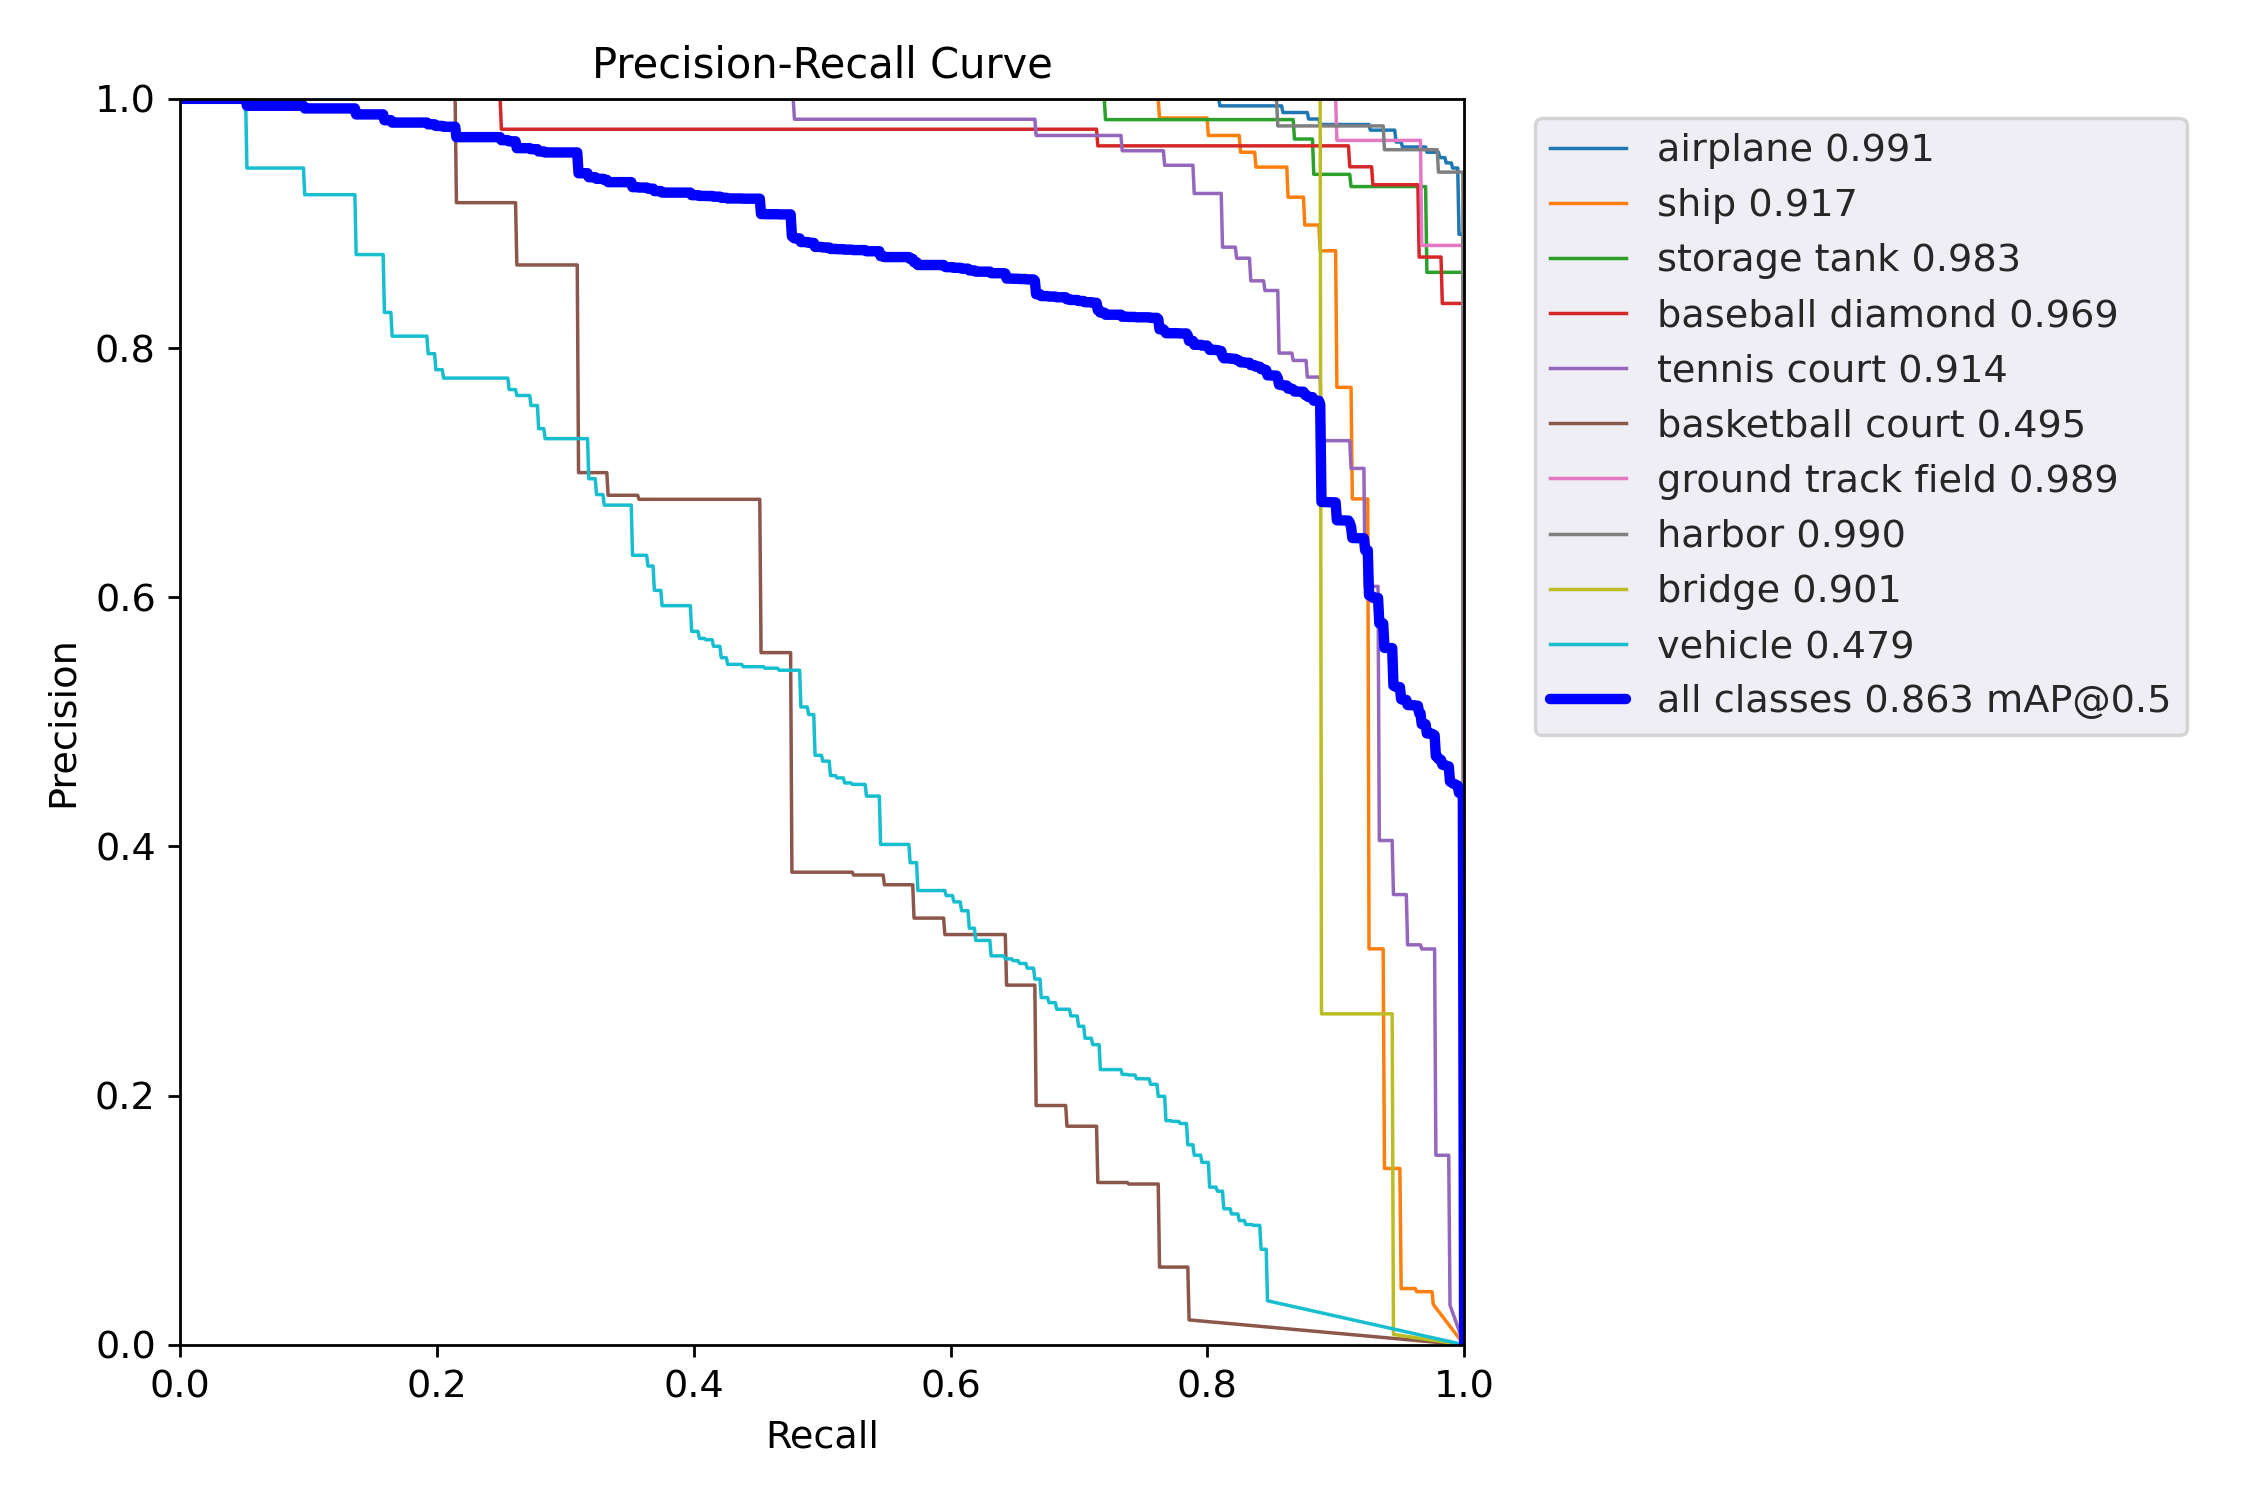 Precision-Recall Curve
1.0
0.8
0.6
0.4
0.2
0.0
Precision
0.0 0.2 0.4 0.6 0.8 1.0
Recall
airplane 0.991
ship 0.917
storage tank 0.983
baseball diamond 0.969
tennis court 0.914
basketball court 0.495
ground track field 0.989
harbor 0.990
bridge 0.901
vehicle 0.479
all classes 0.863 mAP@0.5